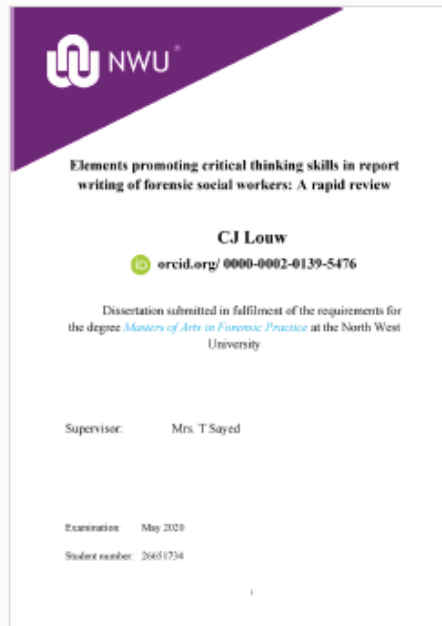 NWU®
Elements promoting critical thinking skills in report
writing of forensic social workers: A rapid review
CJ Louw
iD orcid.org/ 0000-0002-0139-5476
Dissertation submitted in fulfilment of the requirements for
the degree Masters of Arts in Forensic Practice at the North West
University
Supervisor: Mrs. T Sayed
Examination: May 2020
Student number: 26651734